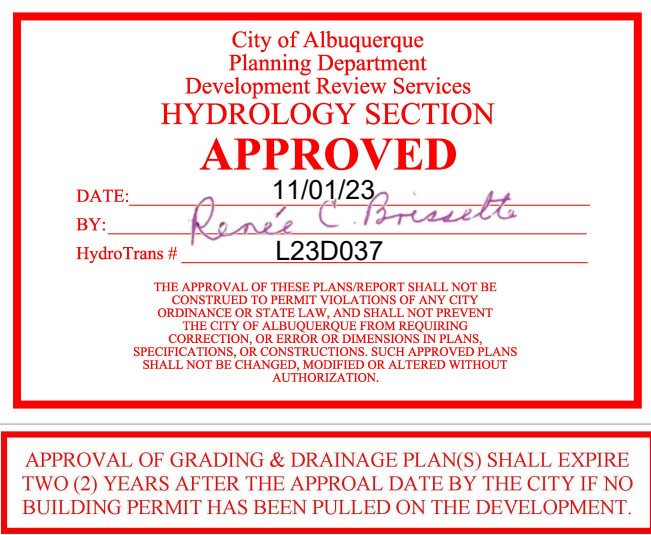 City of Albuquerque
Planning Department
Development Review Services
HYDROLOGY SECTION
APPROVED
DATE: 11/01/23
BY: Renée C. Brissette
HydroTrans # L23D037
THE APPROVAL OF THESE PLANS/REPORT SHALL NOT BE
CONSTRUED TO PERMIT VIOLATIONS OF ANY CITY
ORDINANCE OR STATE LAW, AND SHALL NOT PREVENT
THE CITY OF ALBUQUERQUE FROM REQUIRING
CORRECTION, OR ERROR OR DIMENSIONS IN PLANS,
SPECIFICATIONS, OR CONSTRUCTIONS. SUCH APPROVED PLANS
SHALL NOT BE CHANGED, MODIFIED OR ALTERED WITHOUT
AUTHORIZATION.
APPROVAL OF GRADING & DRAINAGE PLAN(S) SHALL EXPIRE
TWO (2) YEARS AFTER THE APPROAL DATE BY THE CITY IF NO
BUILDING PERMIT HAS BEEN PULLED ON THE DEVELOPMENT.